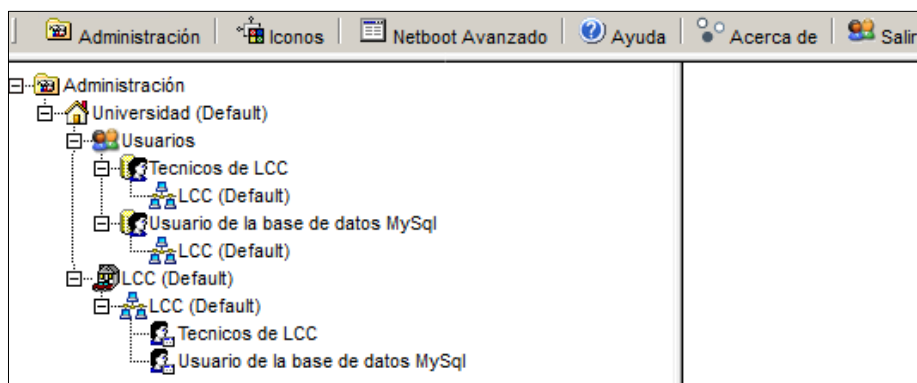 Administración Iconos Netboot Avanzado Ayuda Acerca de Salir
Administración
Universidad (Default)
Usuarios
Tecnicos de LCC
LCC (Default)
Usuario de la base de datos MySql
LCC (Default)
LCC (Default)
LCC (Default)
Tecnicos de LCC
Usuario de la base de datos MySql